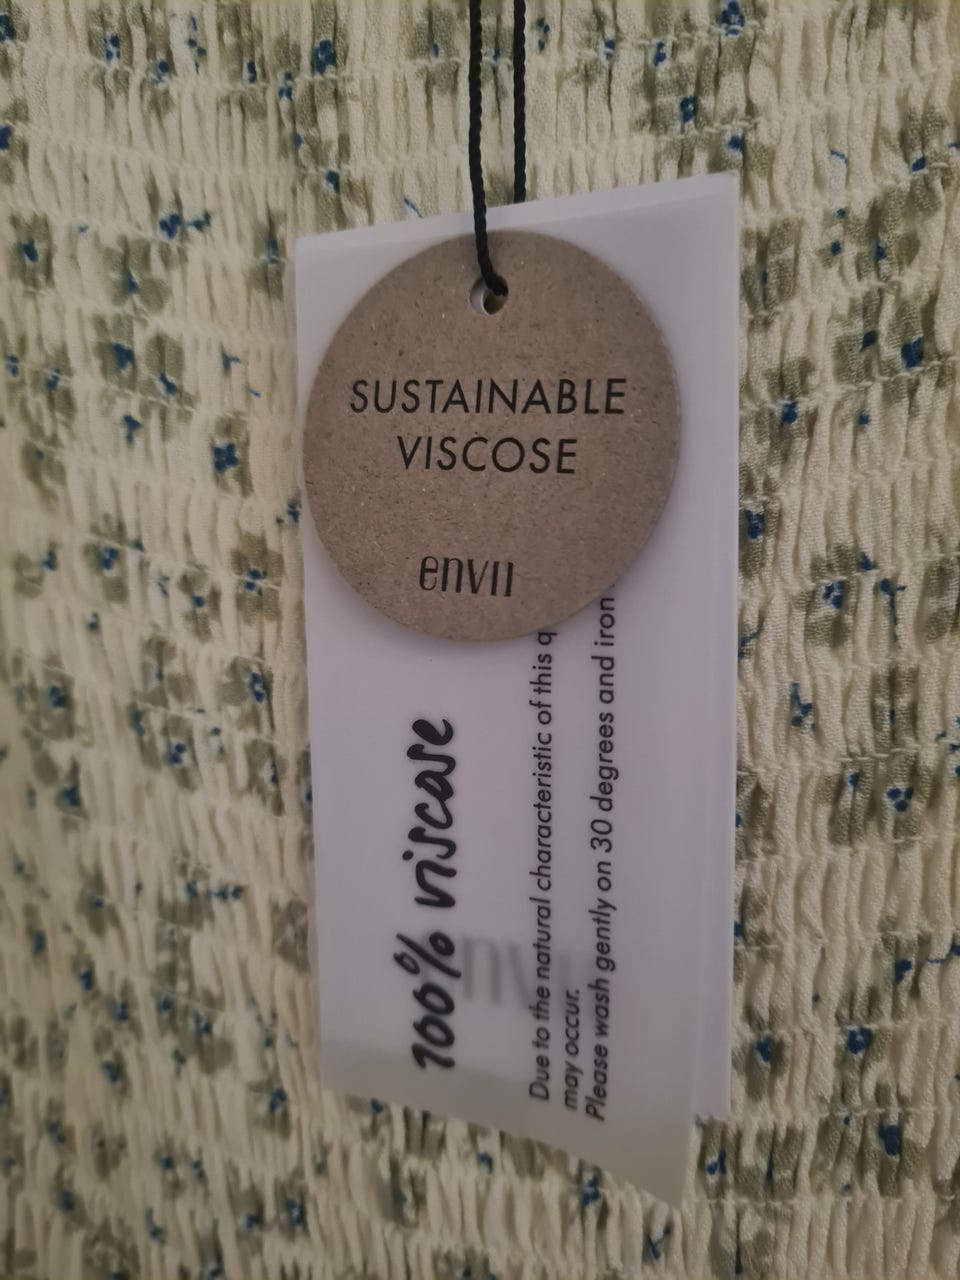 SUSTAINABLE
VISCOSE
envii
100% viscose
Due to the natural characteristic of this
may occur.
Please wash gently on 30 degrees and iron